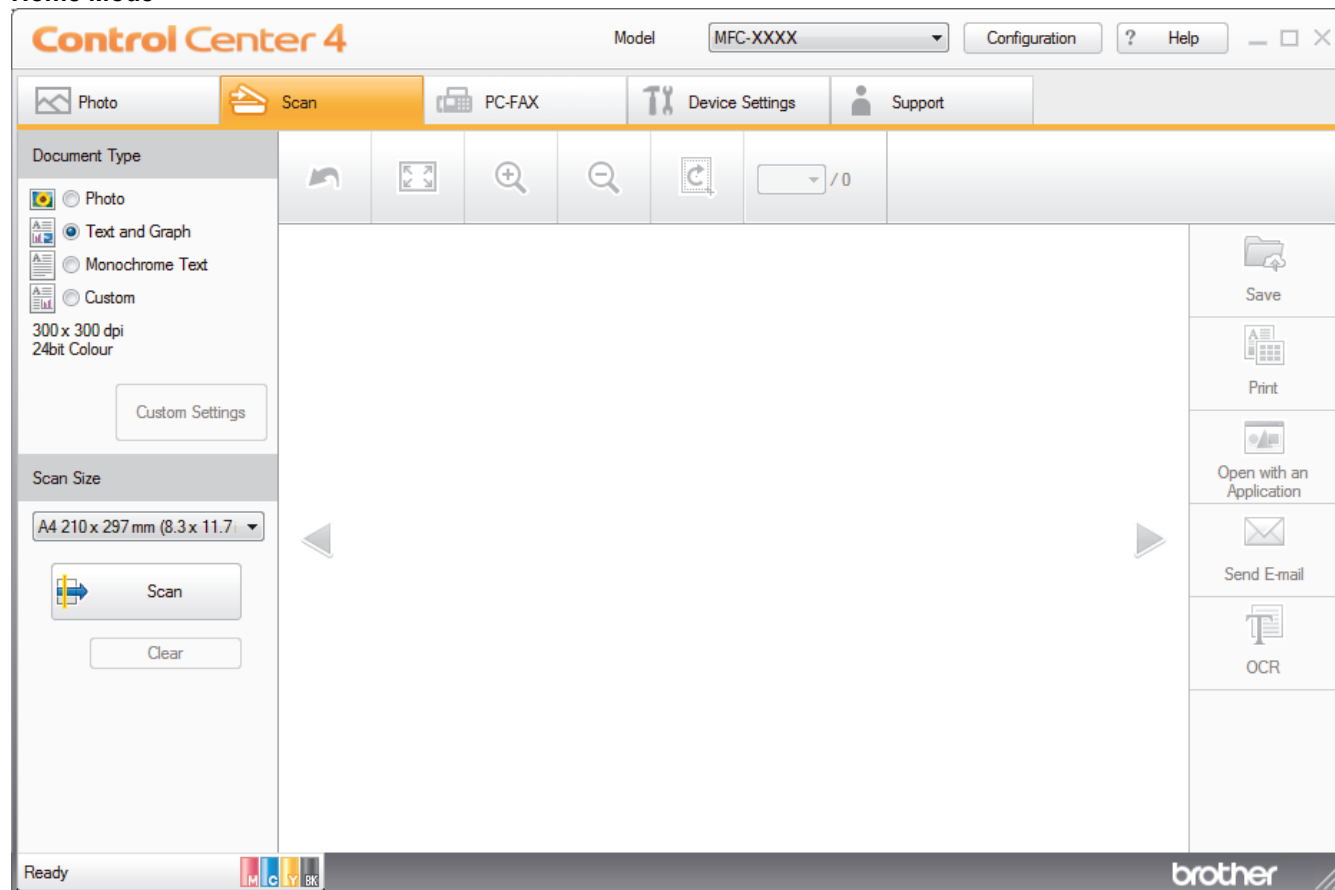 Home Mode
Control Center 4
Model
MFC-XXXX
Configuration
? Help
Photo
Scan
PC-FAX
Device Settings
Support
Document Type
/ 0
Photo
Text and Graph
Monochrome Text
Custom
300 x 300 dpi
24bit Colour
Custom Settings
Scan Size
A4 210 x 297 mm (8.3 x 11.7
Scan
Clear
Save
Print
Open with an
Application
Send E-mail
OCR
Ready
M C Y BK
brother